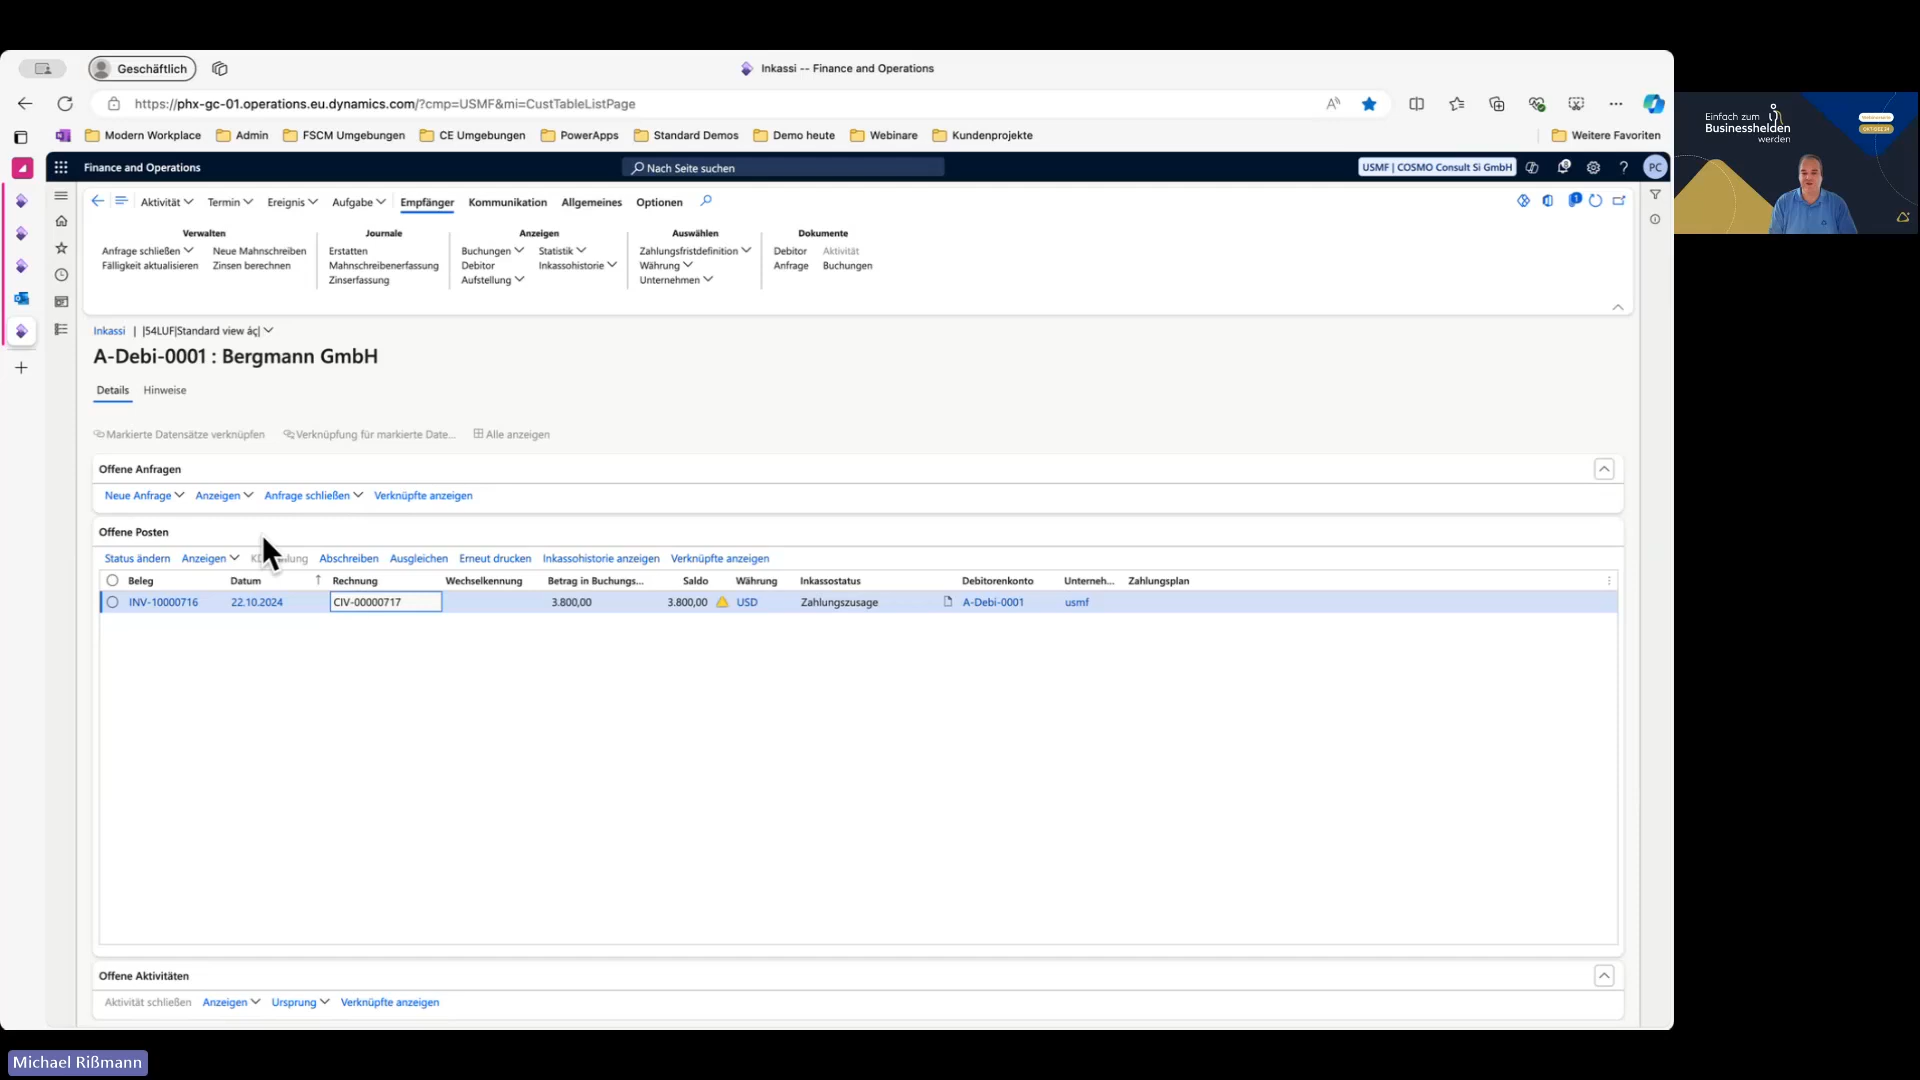 Geschäftlich
Inkassi -- Finance and Operations
https://phx-gc-01.operations.eu.dynamics.com/?cmp=USMF&mi=CustTableListPage
Modern Workplace Admin FSCM Umgebungen CE Umgebungen PowerApps Standard Demos Demo heute Webinare Kundenprojekte Weitere Favoriten
Finance and Operations Nach Seite suchen USMF | COSMO Consult Si GmbH PC
Aktivität Termin Ereignis Aufgabe Empfänger Kommunikation Allgemeines Optionen 1
Verwalten Journale Anzeigen Auswählen Dokumente
Anfrage schließen Neue Mahnschreiben Erstatten Buchungen Statistik Zahlungsfristdefinition Debitor Aktivität
Fälligkeit aktualisieren Zinsen berechnen Mahnschreibenerfassung Debitor Inkassohistorie Währung Anfrage Buchungen
Zinserfassung Aufstellung Unternehmen
Inkassi | |54LUF|Standard view áç|
A-Debi-0001 : Bergmann GmbH
Details Hinweise
Markierte Datensätze verknüpfen Verknüpfung für markierte Date... Alle anzeigen
Offene Anfragen
Neue Anfrage Anzeigen Anfrage schließen Verknüpfte anzeigen
Offene Posten
Status ändern Anzeigen Abschreiben Ausgleichen Erneut drucken Inkassohistorie anzeigen Verknüpfte anzeigen
Beleg Datum Rechnung Wechselkennung Betrag in Buchungs... Saldo Währung Inkassostatus Debitorenkonto Unterneh... Zahlungsplan
INV-10000716 22.10.2024 CIV-00000717 3.800,00 3.800,00 USD Zahlungszusage A-Debi-0001 usmf
Offene Aktivitäten
Aktivität schließen Anzeigen Ursprung Verknüpfte anzeigen
Einfach zum
Businesshelden
werden
Michael Rißmann